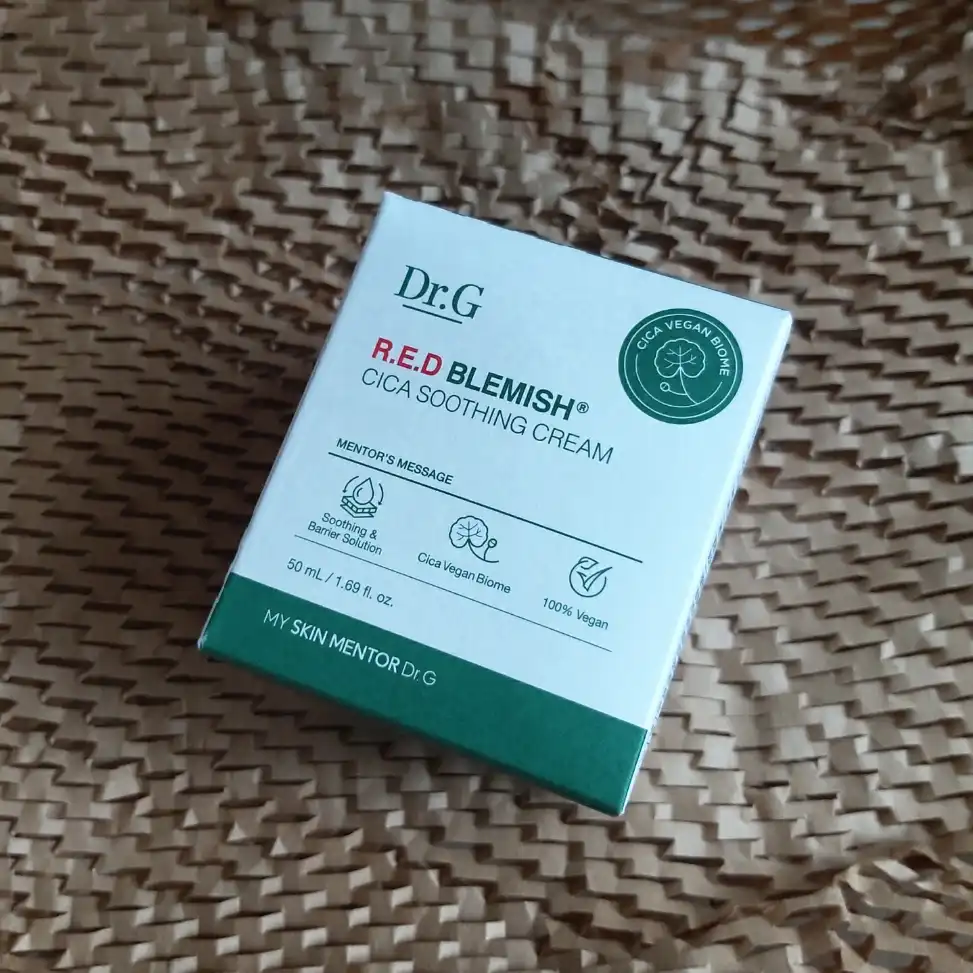 Dr.G
CICA VEGAN BIOME
R.E.D BLEMISH®
CICA SOOTHING CREAM
MENTOR'S MESSAGE
Soothing &
Barrier Solution
Cica Vegan Biome
100% Vegan
50 mL / 1.69 fl. oz.
MY SKIN MENTOR Dr.G